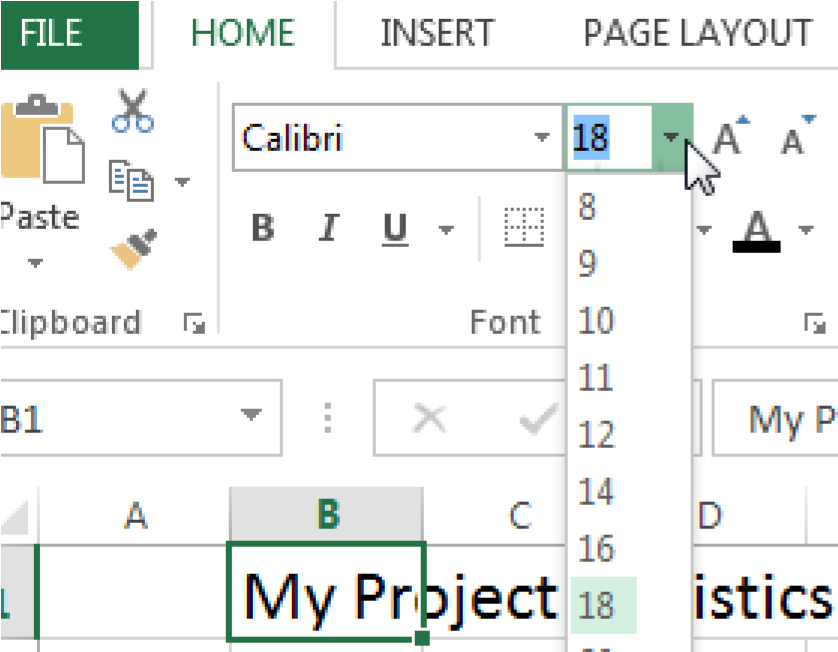 FILE HOME INSERT PAGE LAYOUT
Calibri 18 A A
Paste B I U A
Clipboard Font
8
9
10
11
12
14
16
18
B1 My P
A B C D
1 My Project istics